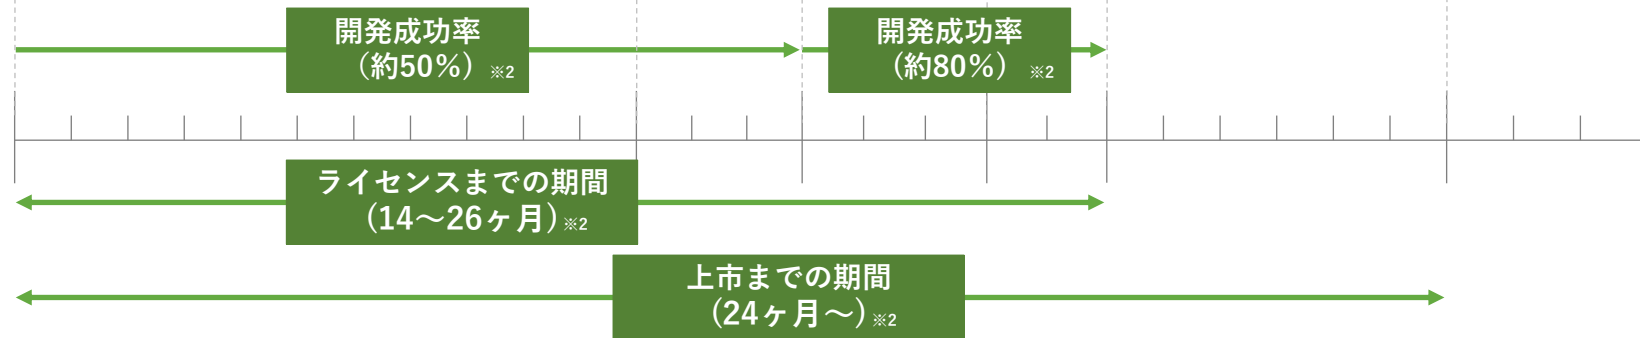 開発成功率
（約50％）※2
開発成功率
（約80％）※2
ライセンスまでの期間
（14～26ヶ月）※2
上市までの期間
（24ヶ月～）※2